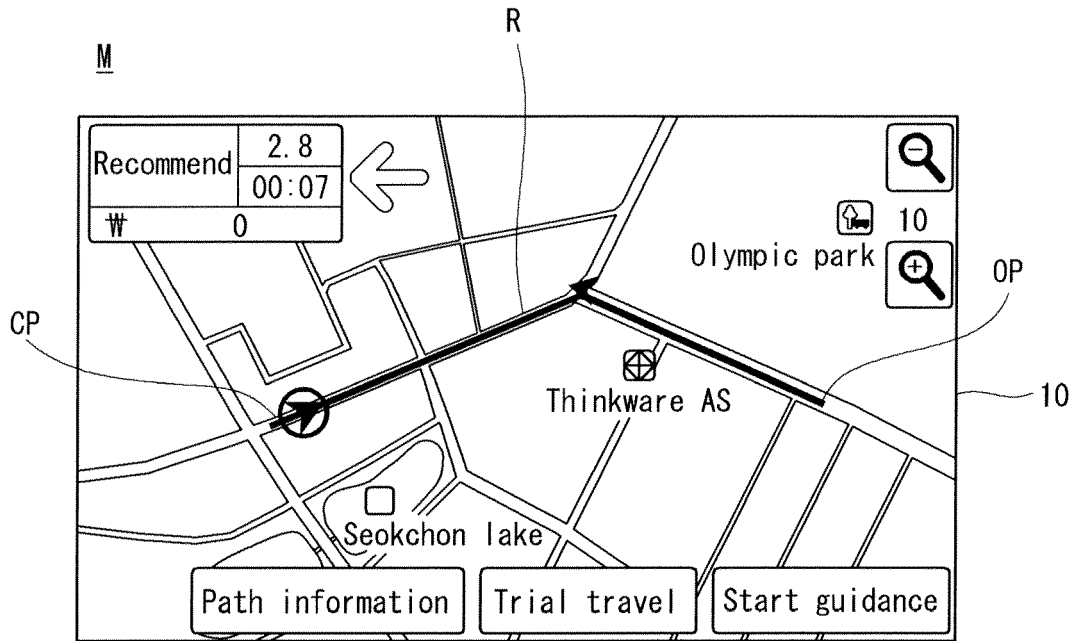 R
M
Recommend
2.8
00:07
₩ 0
10
Olympic park
OP
CP
Thinkware AS
10
Seokchon lake
Path information
Trial travel
Start guidance